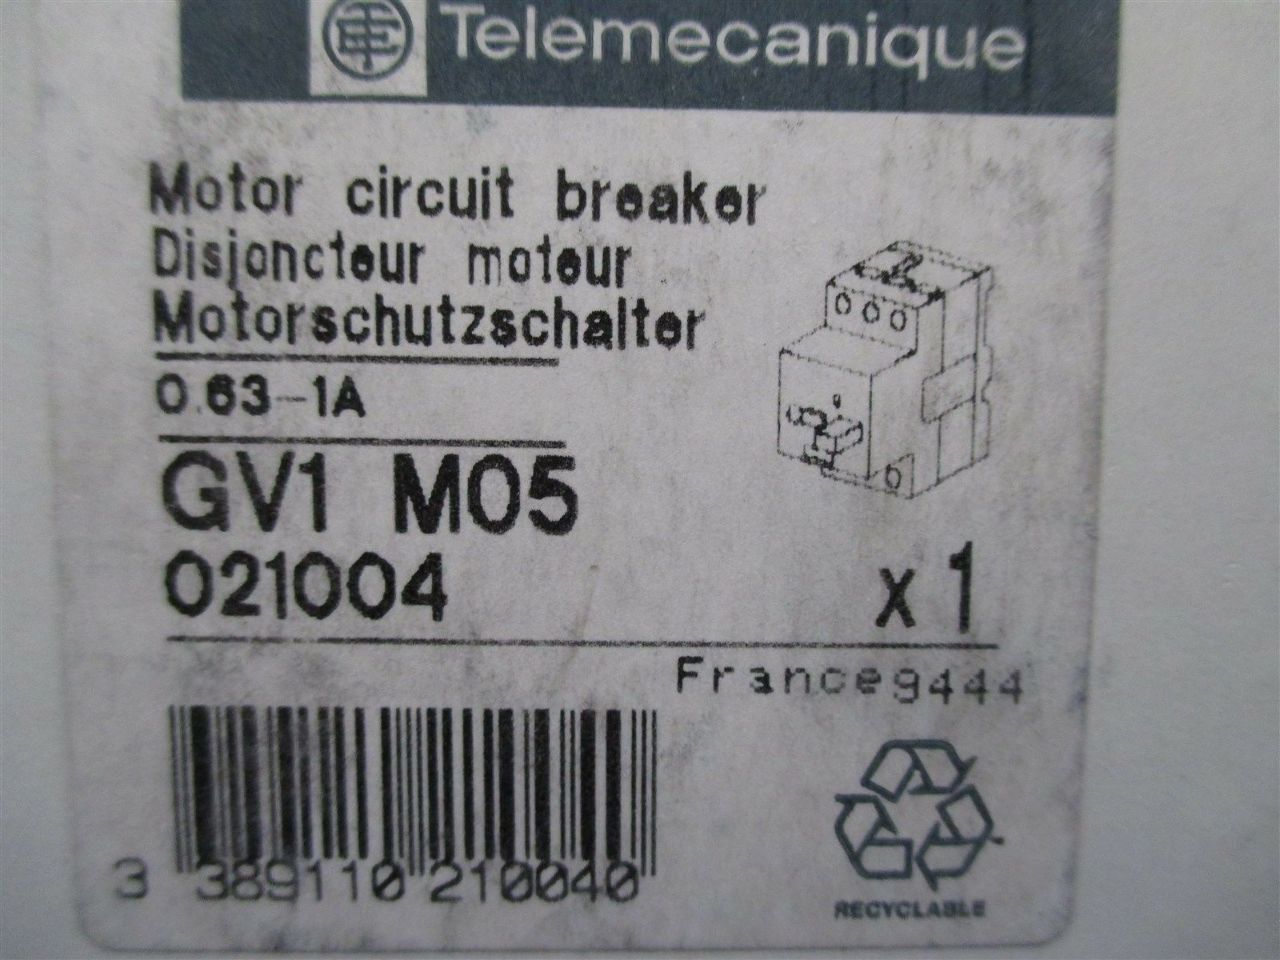 Telemecanique
Motor circuit breaker
Disjoncteur moteur
Motorschutzschalter
0.63-1A
GV1 M05
021004
x 1
France9444
3 389110 210040
RECYCLABLE